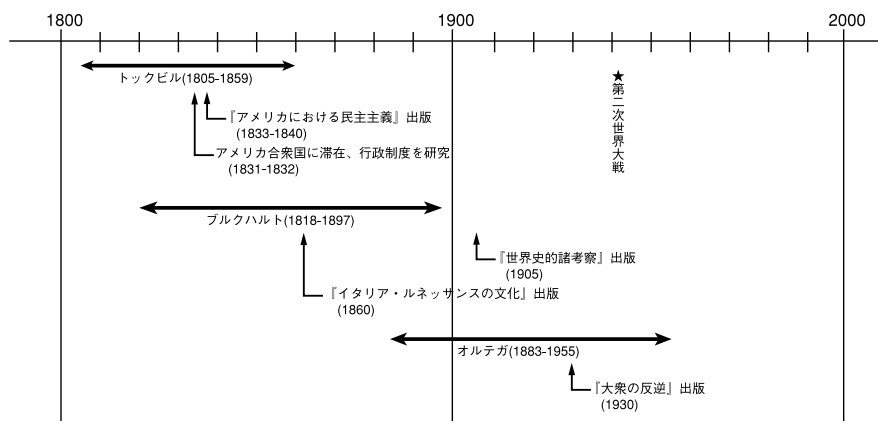 1800
1900
2000
トックビル(1805-1859)
★第二次世界大戦
『アメリカにおける民主主義』出版
(1833-1840)
アメリカ合衆国に滞在、行政制度を研究
(1831-1832)
ブルクハルト(1818-1897)
『世界史的諸考察』出版
(1905)
『イタリア・ルネッサンスの文化』出版
(1860)
オルテガ(1883-1955)
『大衆の反逆』出版
(1930)